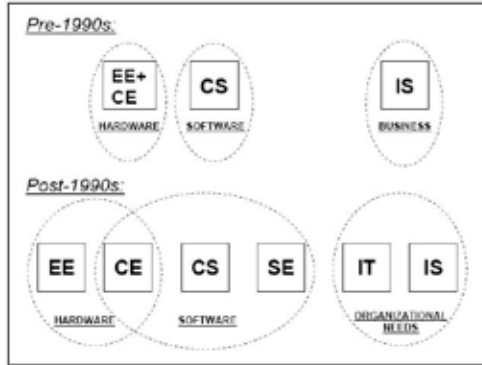 Pre-1990s:
EE+
CE
CS
IS
HARDWARE
SOFTWARE
BUSINESS
Post-1990s:
EE
CE
CS
SE
IT
IS
HARDWARE
SOFTWARE
ORGANIZATIONAL
NEEDS